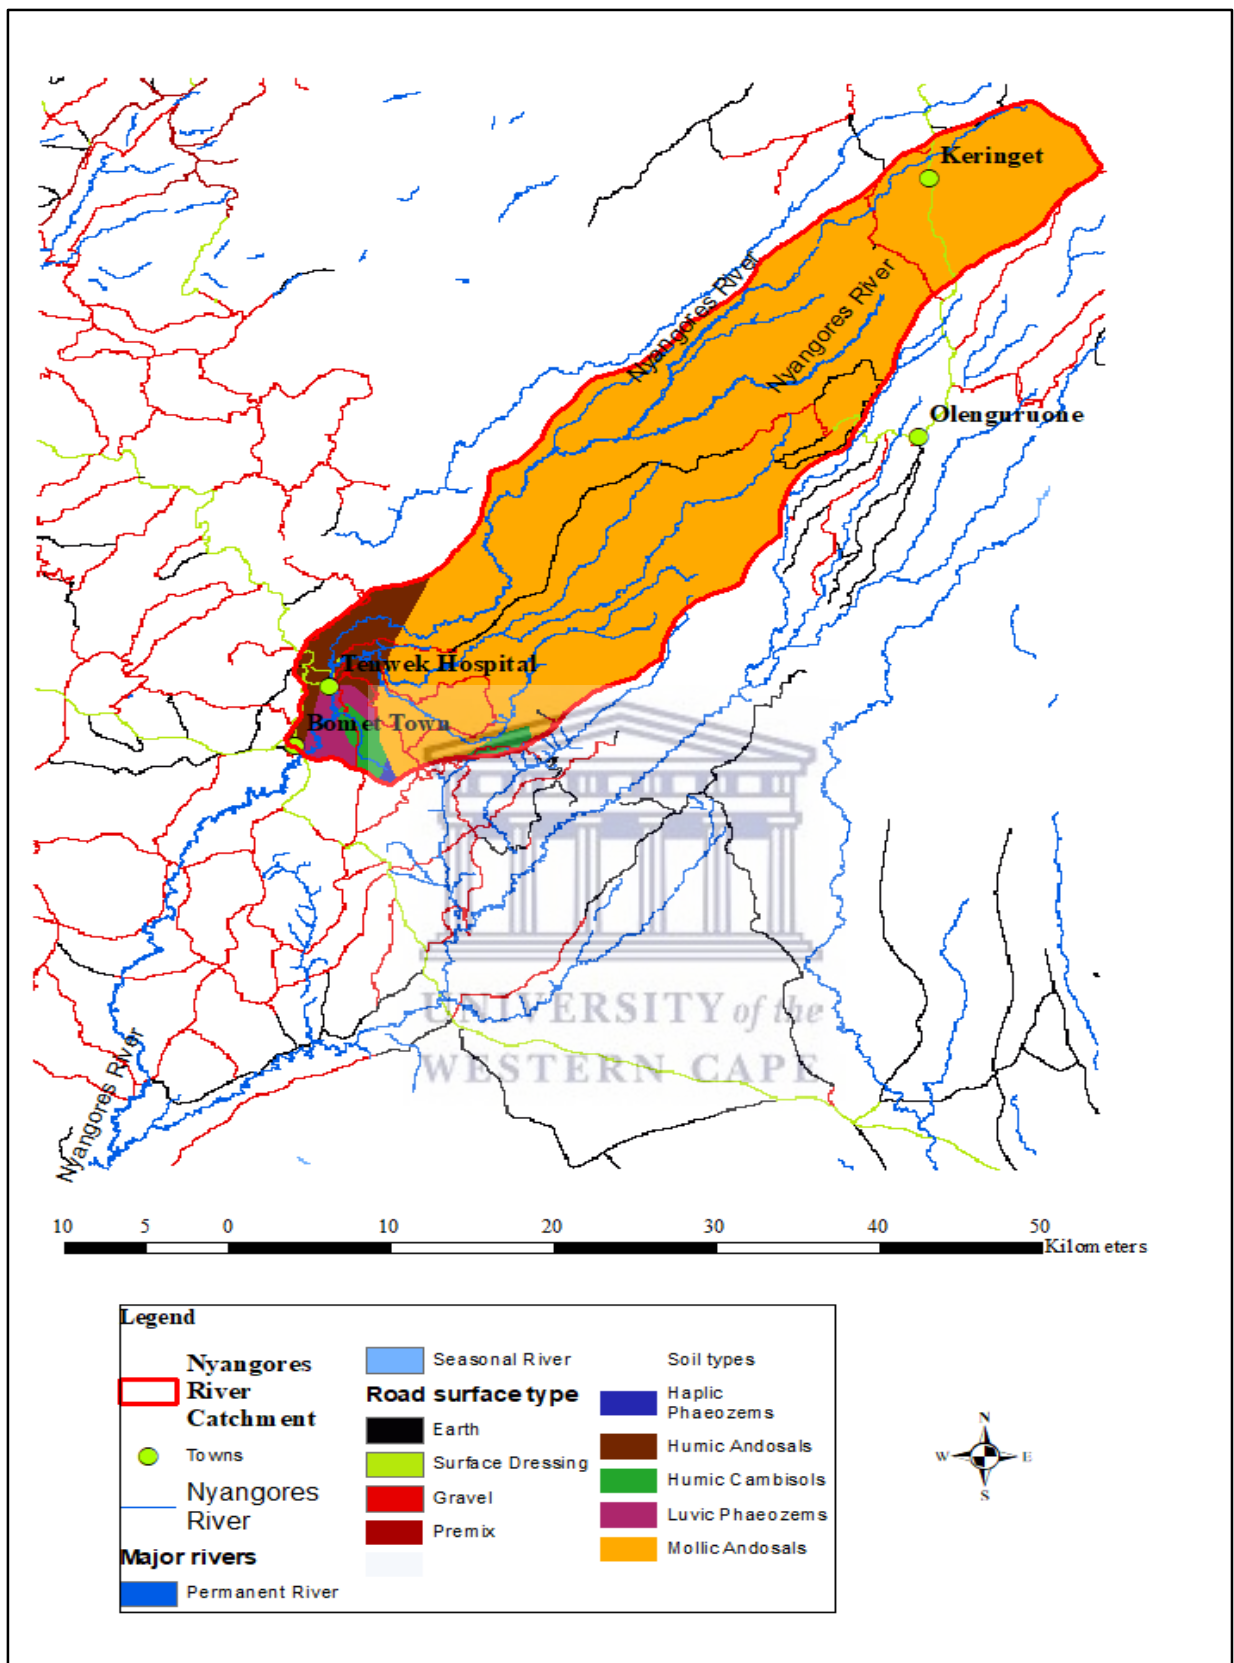 Keringet
Nyangores River
Nyangores River
Olenguruone
Tenwek Hospital
Bomet Town
UNIVERSITY of the
WESTERN CAPE
Nyangores River
10 5 0 10 20 30 40 50
Kilometers
Legend
Nyangores
River
Catchment
Towns
Nyangores
River
Major rivers
Permanent River
Seasonal River
Road surface type
Earth
Surface Dressing
Gravel
Premix
Soil types
Haplic
Phaeozems
Humic Andosals
Humic Cambisols
Luvic Phaeozems
Mollic Andosals
N
W E
S